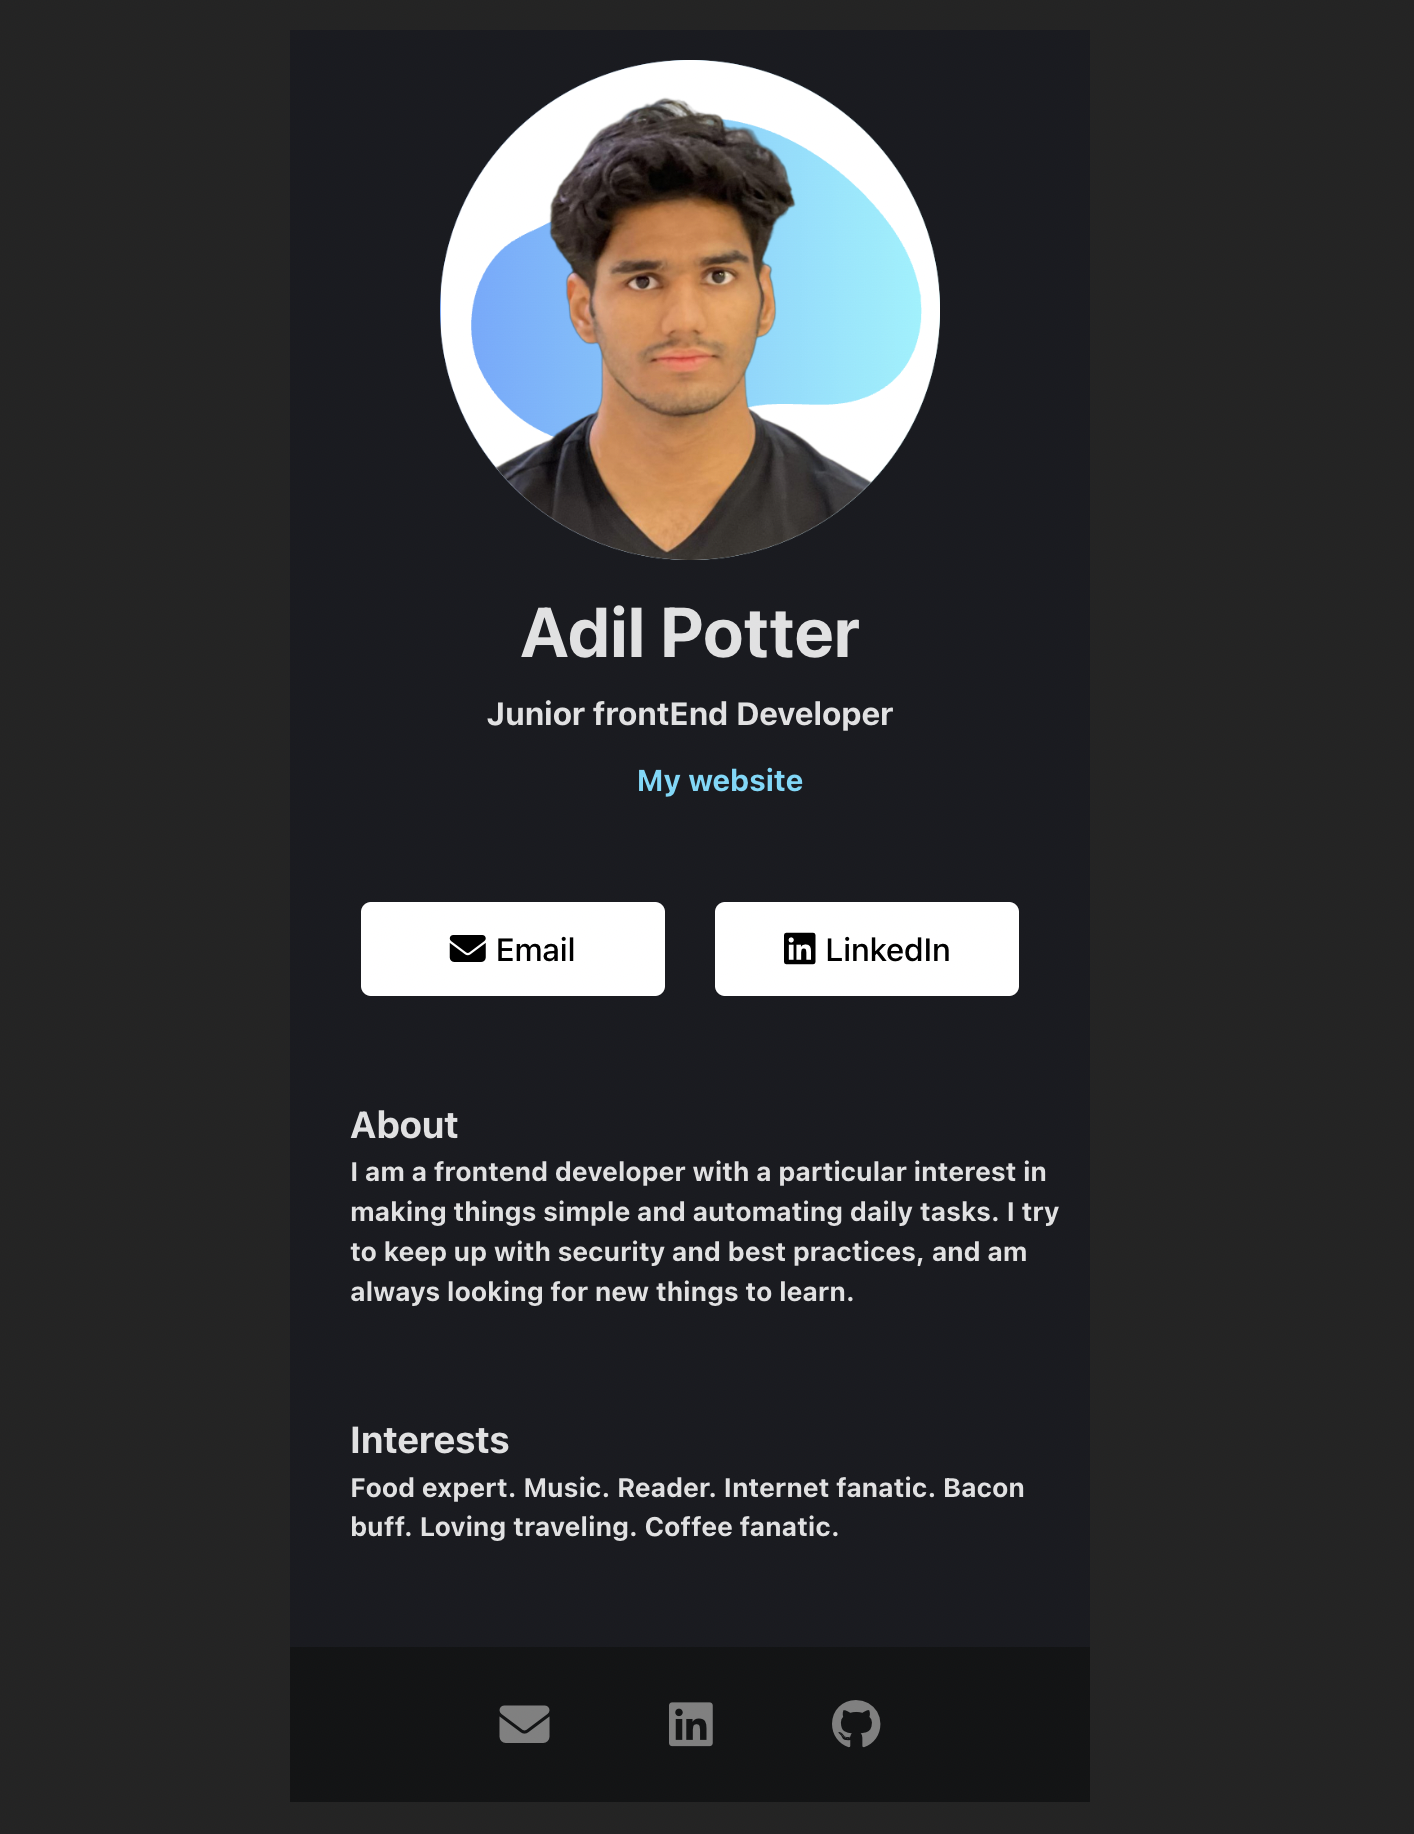 Adil Potter
Junior frontEnd Developer
My website
Email
LinkedIn
About
I am a frontend developer with a particular interest in
making things simple and automating daily tasks. I try
to keep up with security and best practices, and am
always looking for new things to learn.
Interests
Food expert. Music. Reader. Internet fanatic. Bacon
buff. Loving traveling. Coffee fanatic.